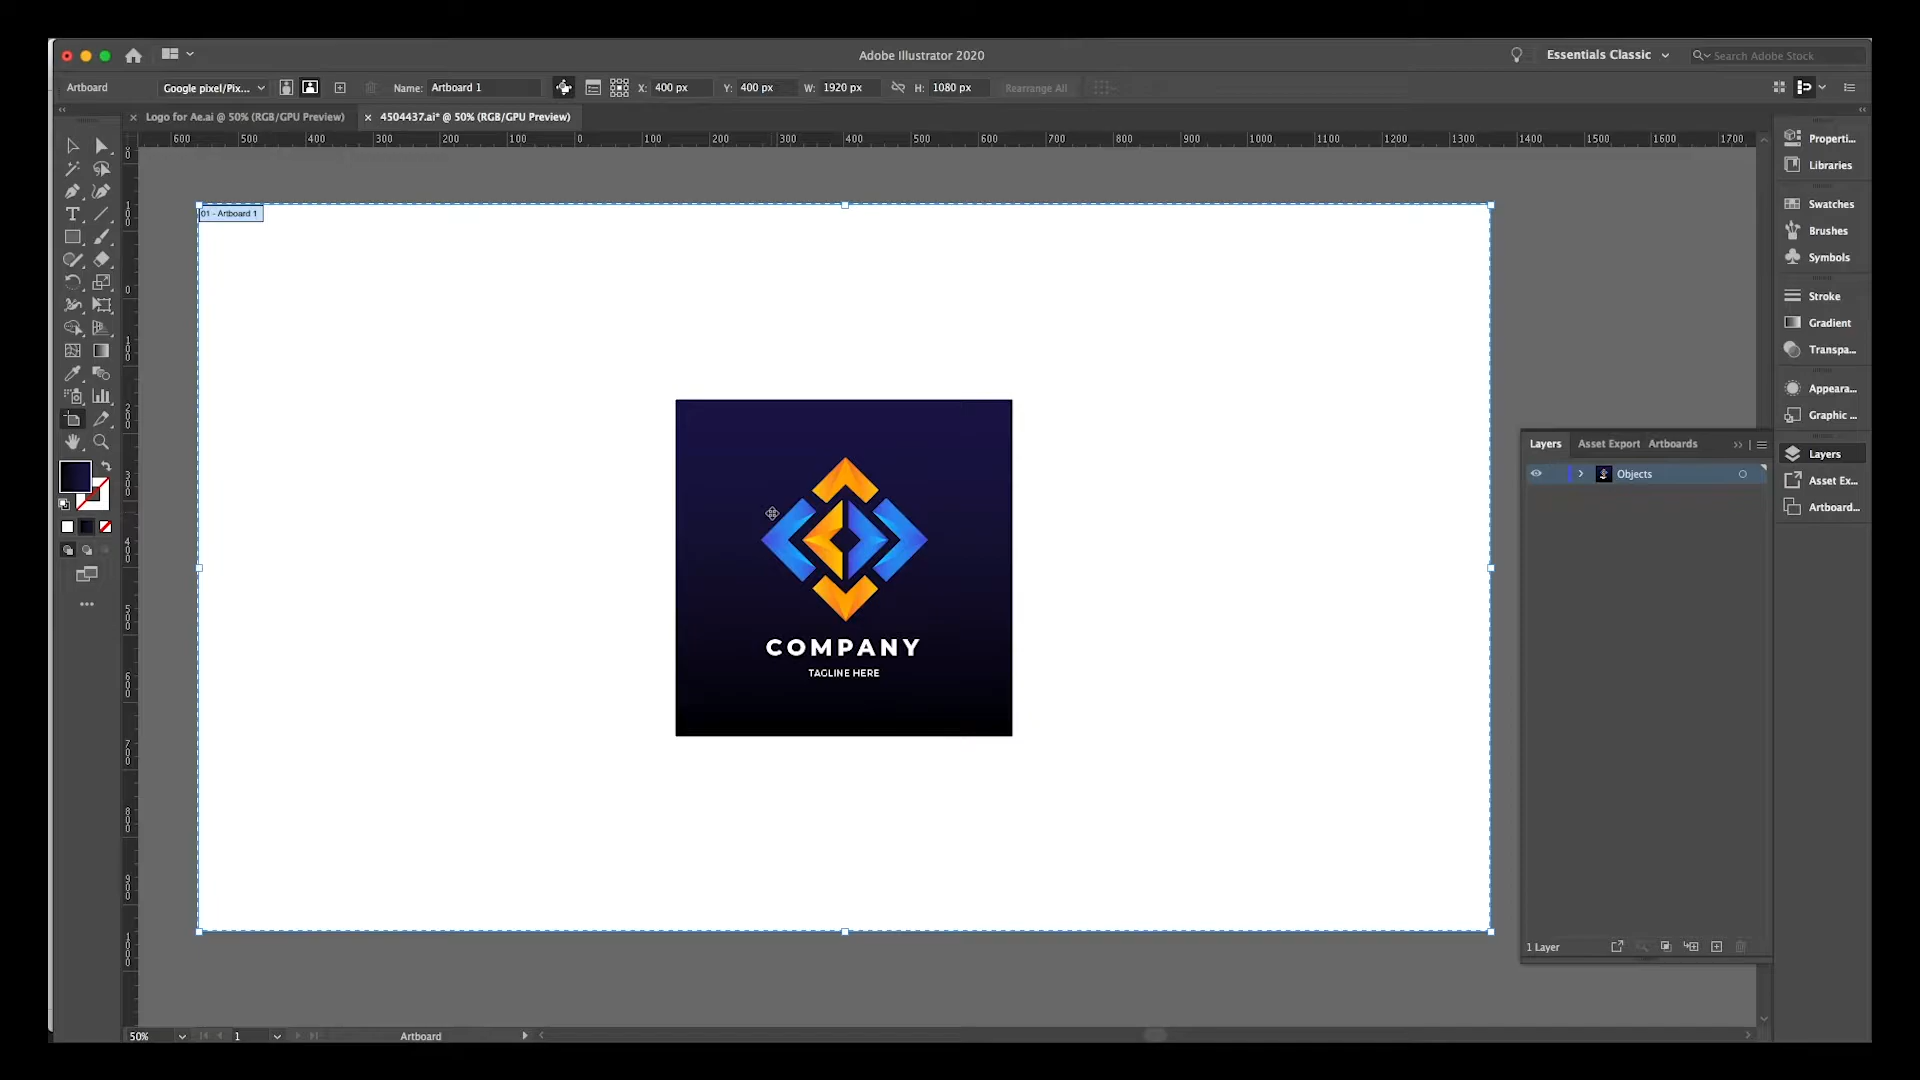 Adobe Illustrator 2020
Essentials Classic
Search Adobe Stock
Artboard
Google pixel/Pix...
Name:
Artboard 1
X:
400 px
Y:
400 px
W:
1920 px
H:
1080 px
Rearrange All
Logo for Ae.ai @ 50% (RGB/GPU Preview)
4504437.ai* @ 50% (RGB/GPU Preview)
600 500 400 300 200 100 0 100 200 300 400 500 600 700 800 900 1000 1100 1200 1300 1400 1500 1600 1700
01 - Artboard 1
COMPANY
TAGLINE HERE
Properti...
Libraries
Swatches
Brushes
Symbols
Stroke
Gradient
Transpa...
Appeara...
Graphic ...
Layers
Asset Ex...
Artboard...
Layers
Asset Export
Artboards
Objects
1 Layer
50%
1
Artboard